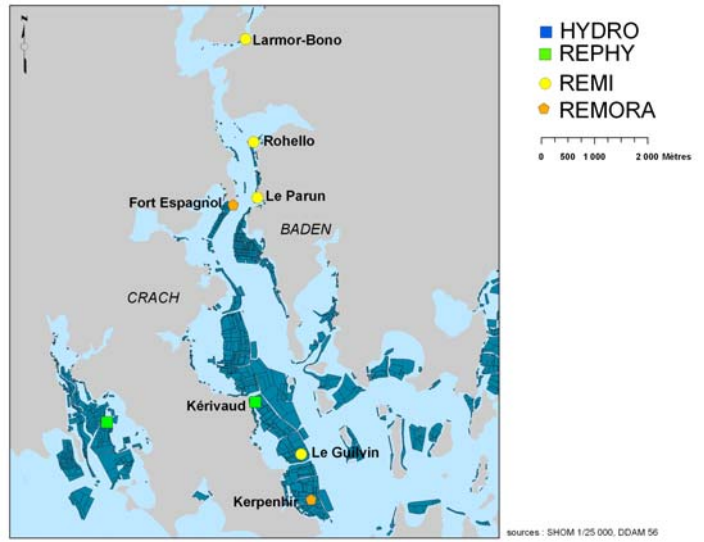 N
Larmor-Bono
Rohello
Le Parun
Fort Espagnol
BADEN
CRACH
Kérivaud
Le Guilvin
Kerpenhir
HYDRO
REPHY
REMI
REMORA
0 500 1 000 2 000 Mètres
sources : SHOM 1/25 000, DDAM 56